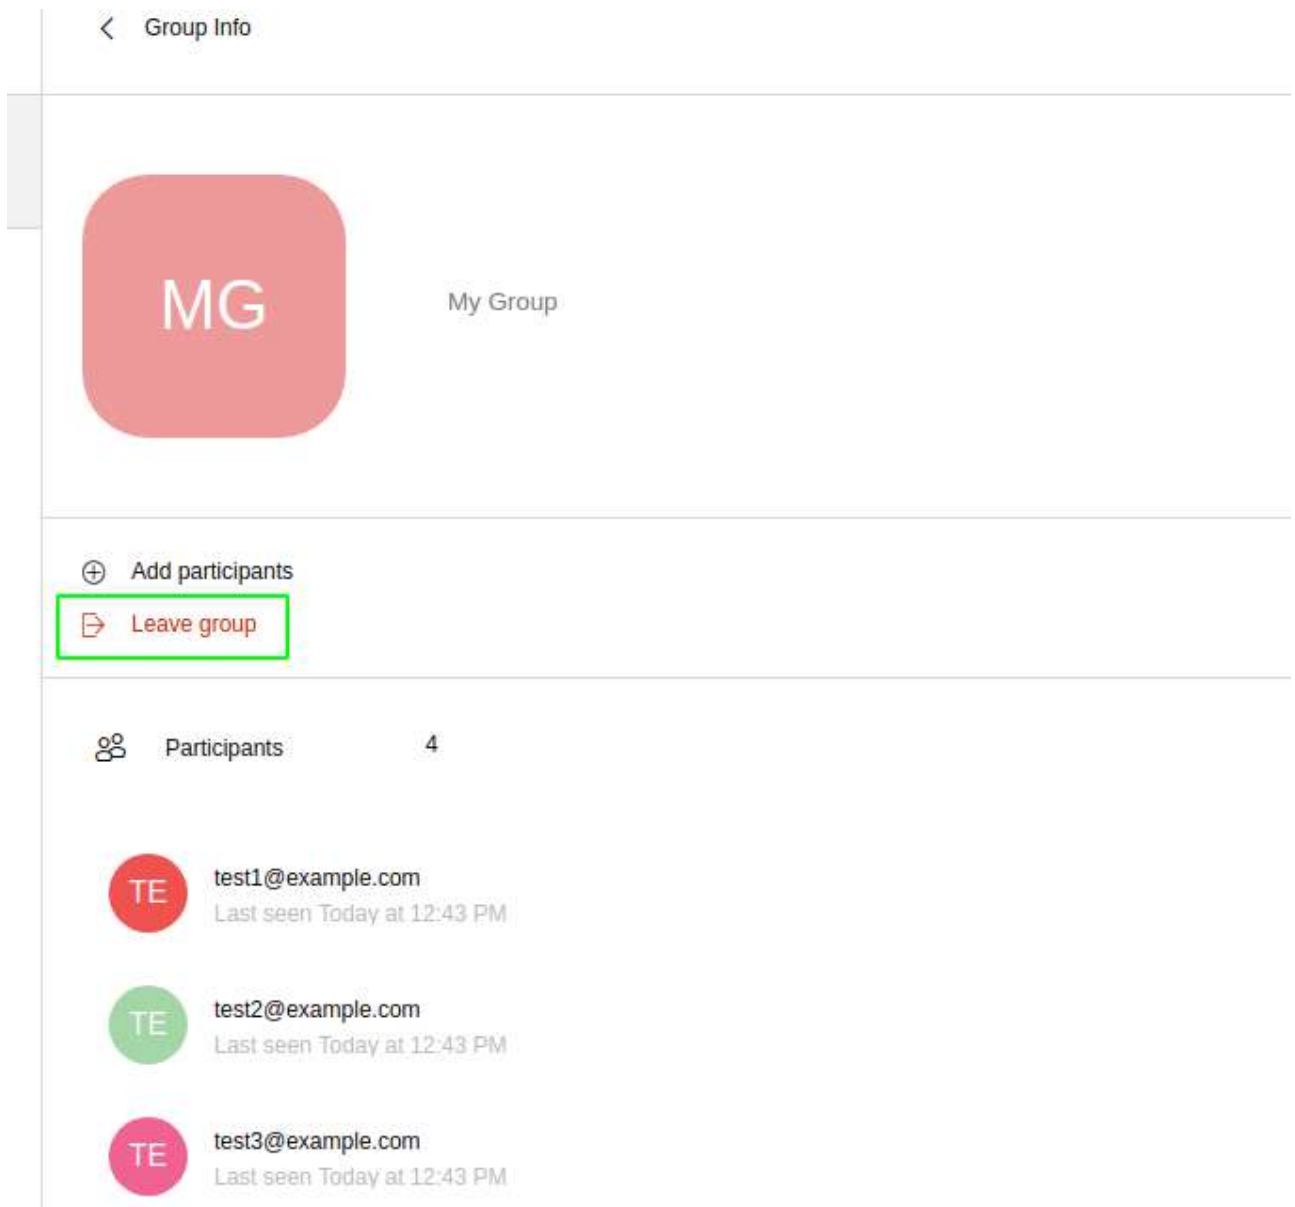 Group Info
MG
My Group
Add participants
Leave group
Participants 4
TE
test1@example.com
Last seen Today at 12:43 PM
TE
test2@example.com
Last seen Today at 12:43 PM
TE
test3@example.com
Last seen Today at 12:43 PM